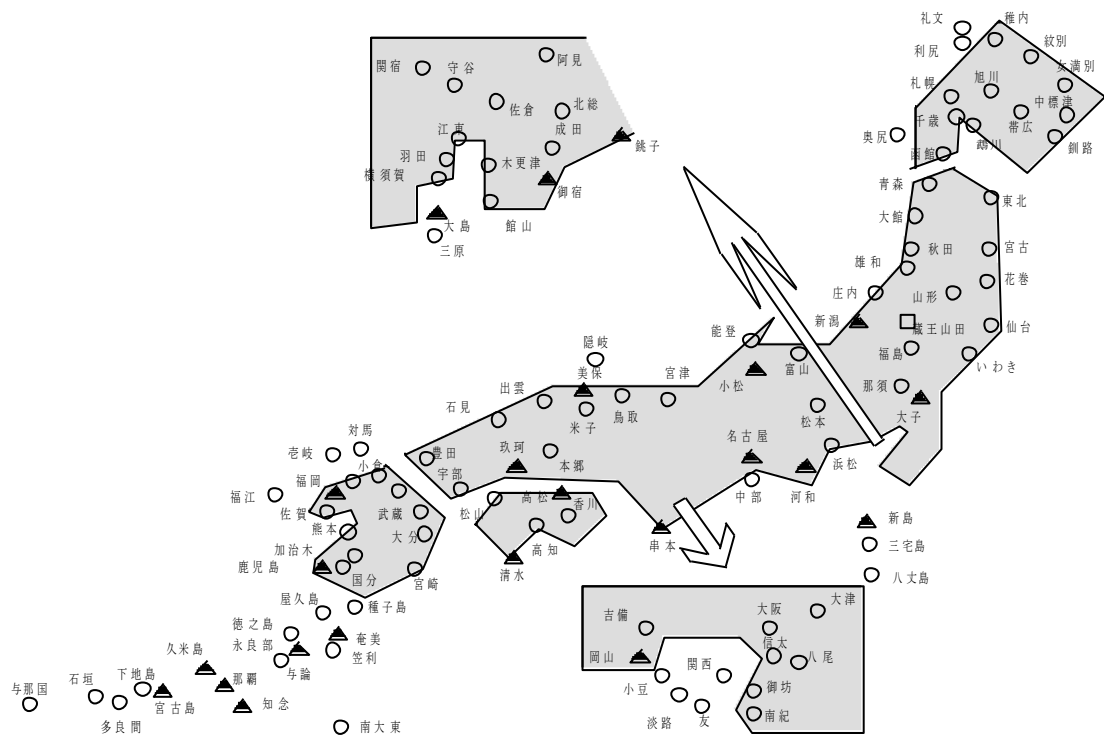 礼文
稚内
利尻
紋別
女満別
旭川
札幌
中標津
千歳
帯広
奥尻
鵡川
釧路
函館
関宿
守谷
阿見
佐倉
北総
江東
成田
銚子
羽田
木更津
横須賀
御宿
大島
館山
三原
青森
東北
大館
秋田
宮古
雄和
花巻
庄内
山形
新潟
蔵王山田
仙台
能登
福島
いわき
隠岐
富山
美保
宮津
小松
那須
出雲
大子
石見
鳥取
松本
米子
対馬
玖珂
名古屋
壱岐
豊田
小倉
本郷
浜松
宇部
福岡
福江
高松
香川
中部
河和
佐賀
武蔵
松山
熊本
大分
串本
新島
加治木
高知
三宅島
鹿児島
清水
国分
宮崎
八丈島
屋久島
種子島
大津
吉備
大阪
徳之島
奄美
信太
永良部
笠利
岡山
八尾
久米島
関西
与論
下地島
小豆
御坊
与那国
石垣
那覇
宮古島
知念
南紀
多良間
南大東
淡路
友